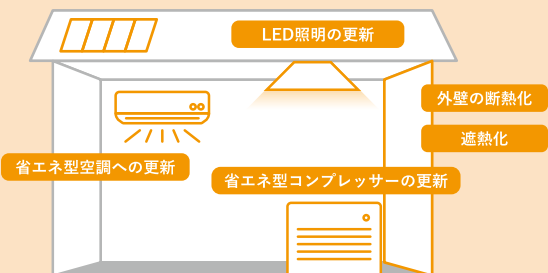 LED照明の更新
外壁の断熱化
遮熱化
省エネ型空調への更新
省エネ型コンプレッサーの更新